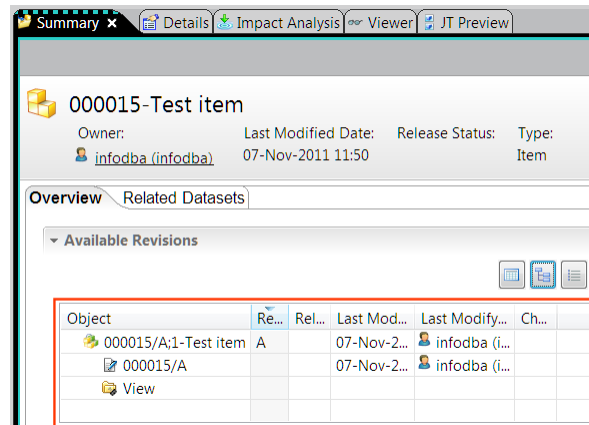 Summary Details Impact Analysis Viewer JT Preview
000015-Test item
Owner: Last Modified Date: Release Status: Type:
infodba (infodba) 07-Nov-2011 11:50 Item
Overview Related Datasets
Available Revisions
Object Re... Rel... Last Mod... Last Modify... Ch...
000015/A;1-Test item A 07-Nov-2... infodba (i...
000015/A 07-Nov-2... infodba (i...
View